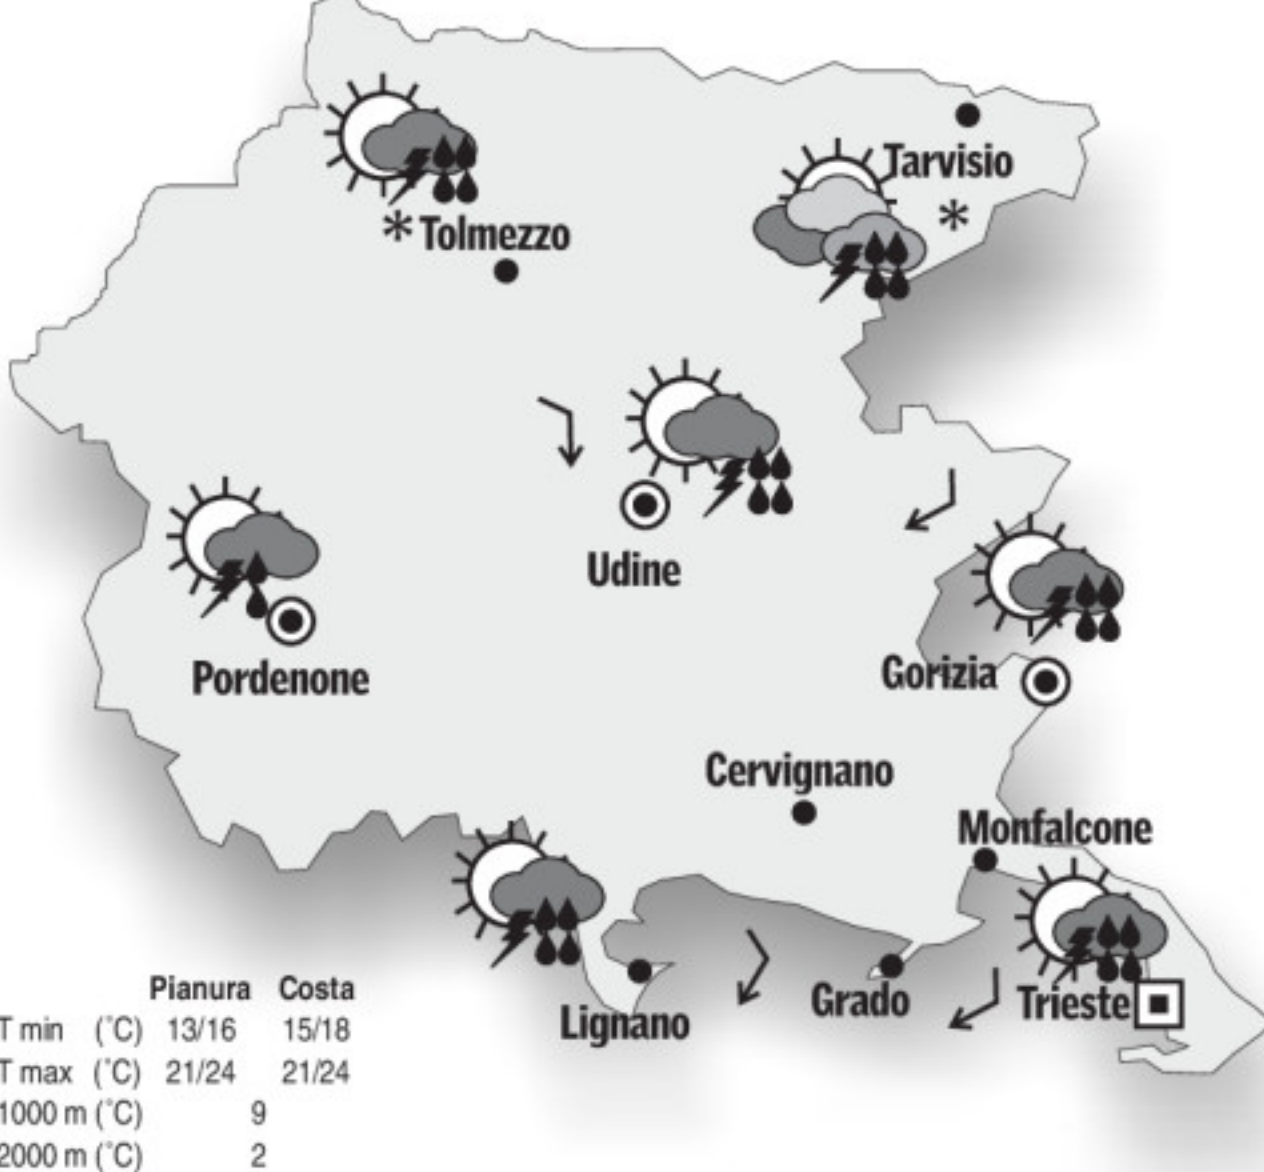 Tarvisio
*
* Tolmezzo
Udine
Pordenone
Gorizia
Cervignano
Monfalcone
Lignano
Grado
Trieste
Pianura Costa
T min (°C) 13/16 15/18
T max (°C) 21/24 21/24
1000 m (°C) 9
2000 m (°C) 2